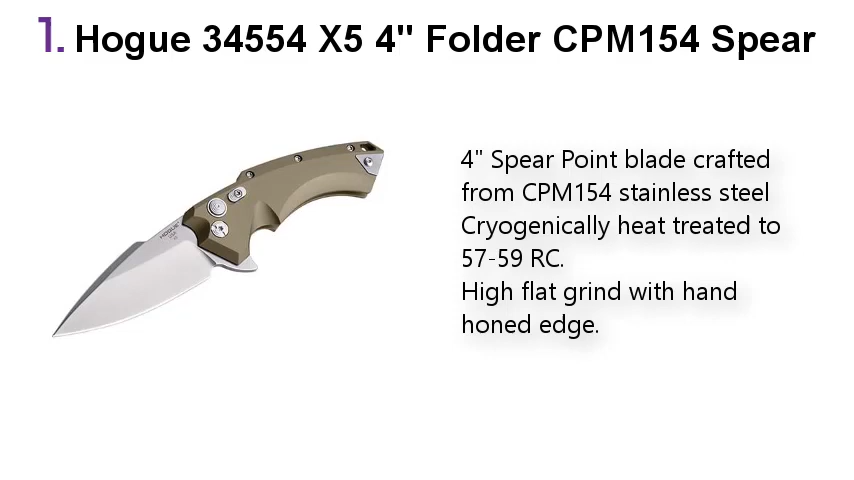 1. Hogue 34554 X5 4" Folder CPM154 Spear
4" Spear Point blade crafted
from CPM154 stainless steel
Cryogenically heat treated to
57-59 RC.
High flat grind with hand
honed edge.
HOGUE